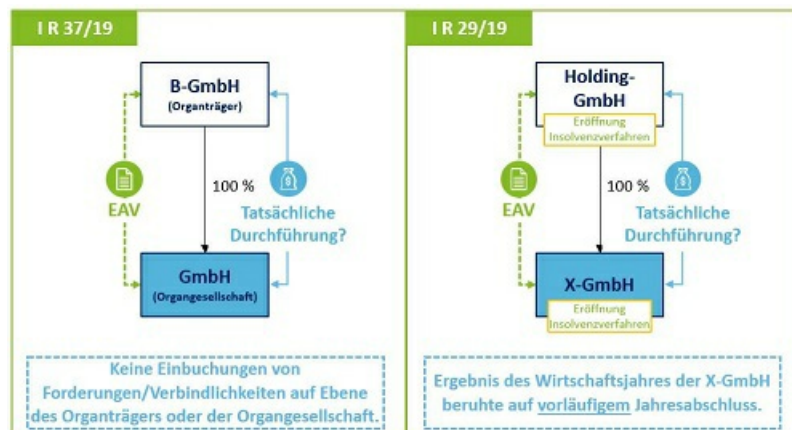 I R 37/19
B-GmbH
(Organträger)
100 %
EAV
Tatsächliche
Durchführung?
GmbH
(Organgesellschaft)
Keine Einbuchungen von
Forderungen/Verbindlichkeiten auf Ebene
des Organträgers oder der Organgesellschaft.
I R 29/19
Holding-
GmbH
Eröffnung
Insolvenzverfahren
100 %
EAV
Tatsächliche
Durchführung?
X-GmbH
Eröffnung
Insolvenzverfahren
Ergebnis des Wirtschaftsjahres der X-GmbH
beruhte auf vorläufigem Jahresabschluss.